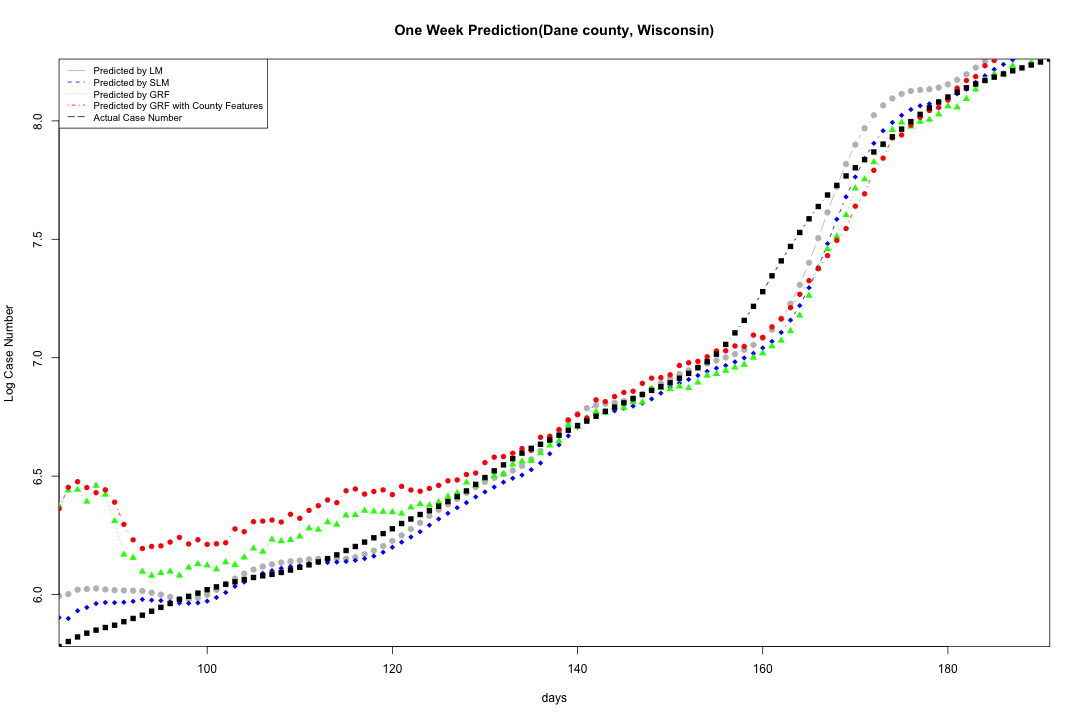 One Week Prediction(Dane county, Wisconsin)
Predicted by LM
Predicted by SLM
Predicted by GRF
Predicted by GRF with County Features
Actual Case Number
8.0
7.5
7.0
6.5
6.0
Log Case Number
100 120 140 160 180
days